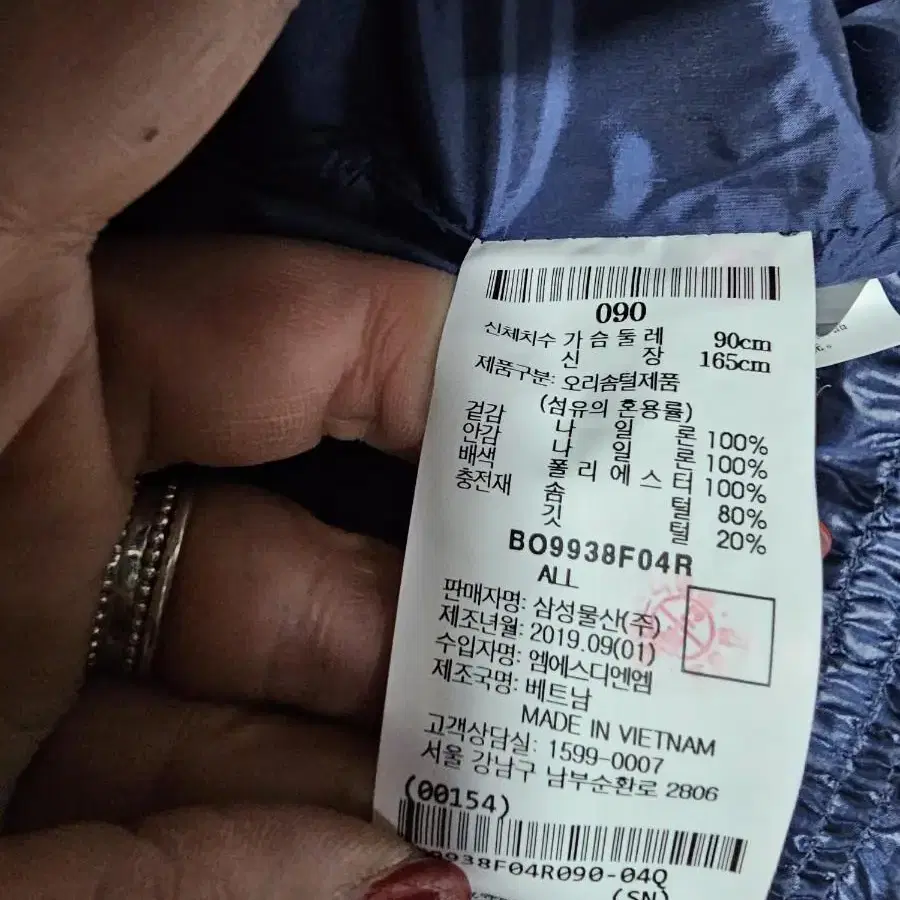 090
신체치수 가슴둘레 90cm
신 장 165cm
제품구분: 오리솜털제품
(섬유의 혼용률)
겉감 나 일 론 100%
안감 나 일 론 100%
배색 폴 리 에 스 터 100%
충전재 솜 털 80%
깃 털 20%
BO9938F04R
ALL
판매자명: 삼성물산(주)
제조년월: 2019.09(01)
수입자명: 엠에스디엔엠
제조국명: 베트남
MADE IN VIETNAM
고객상담실: 1599-0007
서울 강남구 남부순환로 2806
(00154)
9938F04R090-04Q
(SN)